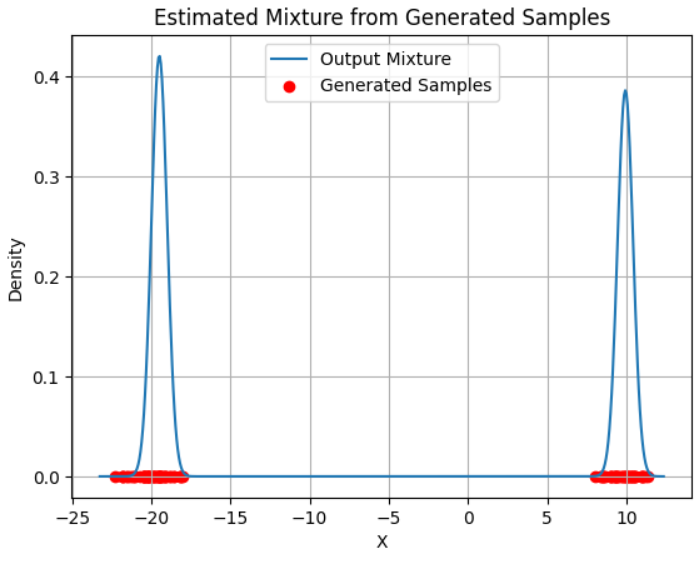 Estimated Mixture from Generated Samples
Output Mixture
Generated Samples
0.4
0.3
0.2
0.1
0.0
Density
−25 −20 −15 −10 −5 0 5 10
X